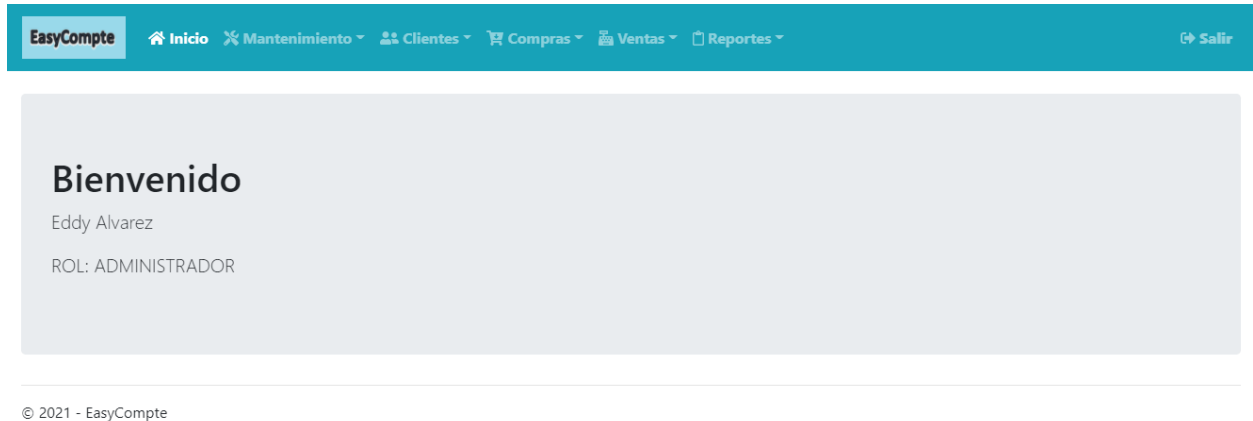 EasyCompte Inicio Mantenimiento Clientes Compras Ventas Reportes Salir
Bienvenido
Eddy Alvarez
ROL: ADMINISTRADOR
© 2021 - EasyCompte